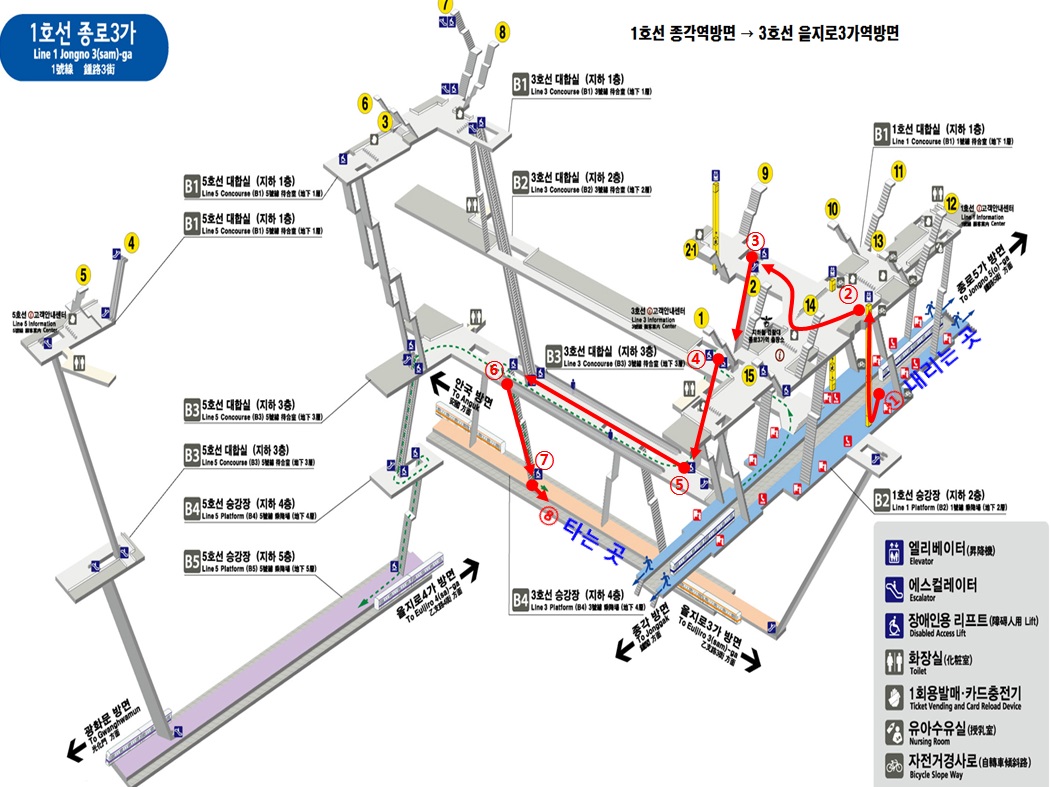 1호선 종로3가
Line 1 Jongno 3(sam)-ga
1號線 鍾路3街
1호선 종각역방면 → 3호선 을지로3가역방면
7
8
6
3
B1 3호선 대합실 (지하 1층)
Line 3 Concourse (B1) 3號線 待合室 (地下 1層)
B1 1호선 대합실 (지하 1층)
Line 1 Concourse (B1) 1號線 待合室 (地下 1層)
B1 5호선 대합실 (지하 1층)
Line 5 Concourse (B1) 5號線 待合室 (地下 1層)
B2 3호선 대합실 (지하 2층)
Line 3 Concourse (B2) 3號線 待合室 (地下 2層)
9
11
10
12
13
1호선 고객안내센터
Line 1 Information
Center
B1 5호선 대합실 (지하 1층)
Line 5 Concourse (B1) 5號線 待合室 (地下 1層)
4
5
2-1
③
2
14
②
종로5가 방면
To Jongno 5(o)-ga
5호선 고객안내센터
Line 5 Information
Center
3호선 고객안내센터
Line 3 Information
Center
1
④
15
B3 3호선 대합실 (지하 3층)
Line 3 Concourse (B3) 3號線 待合室 (地下 3層)
⑥
안국 방면
To Anguk
安國 方面
① 내리는 곳
B3 5호선 대합실 (지하 3층)
Line 5 Concourse (B3) 5號線 待合室 (地下 3層)
B3 5호선 대합실 (지하 3층)
Line 5 Concourse (B3) 5號線 待合室 (地下 3層)
⑦
⑤
B4 5호선 승강장 (지하 4층)
Line 5 Platform (B4) 5號線 乘降場 (地下 4層)
⑧ 타는 곳
B2 1호선 승강장 (지하 2층)
Line 1 Platform (B2) 1號線 乘降場 (地下 2層)
B5 5호선 승강장 (지하 5층)
Line 5 Platform (B5) 5號線 乘降場 (地下 5層)
을지로4가 방면
To Euljiro 4(sa)-ga
乙支路4街 方面
B4 3호선 승강장 (지하 4층)
Line 3 Platform (B4) 3號線 乘降場 (地下 4層)
종각 방면
To Jonggak
鐘閣 方面
을지로3가 방면
To Euljiro 3(sam)-ga
乙支路3街 方面
광화문 방면
To Gwanghwamun
光化門 方面
엘리베이터(昇降機)
Elevator
에스컬레이터
Escalator
장애인용 리프트(障碍人用 Lift)
Disabled Access Lift
화장실(化粧室)
Toilet
1회용발매·카드충전기
Ticket Vending and Card Reload Device
유아수유실(授乳室)
Nursing Room
자전거경사로(自轉車傾斜路)
Bicycle Slope Way